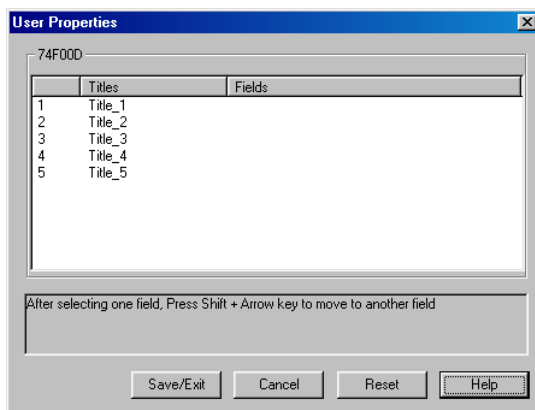 User Properties
74F00D
Titles Fields
1 Title_1
2 Title_2
3 Title_3
4 Title_4
5 Title_5
After selecting one field, Press Shift + Arrow key to move to another field
Save/Exit Cancel Reset Help